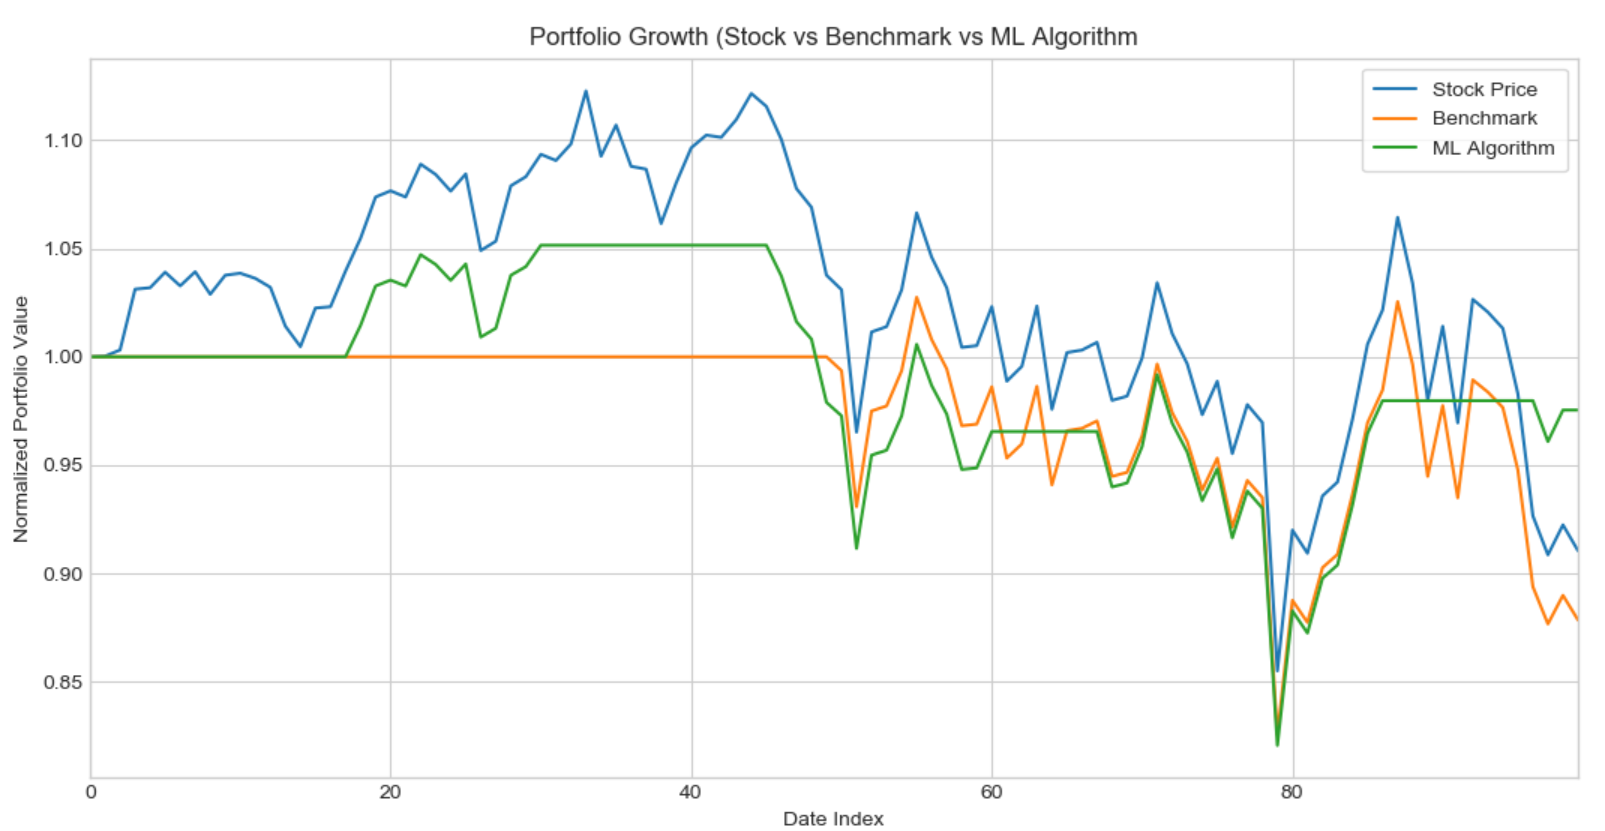 Portfolio Growth (Stock vs Benchmark vs ML Algorithm
Stock Price
Benchmark
ML Algorithm
Normalized Portfolio Value
1.10
1.05
1.00
0.95
0.90
0.85
0
20
40
60
80
Date Index